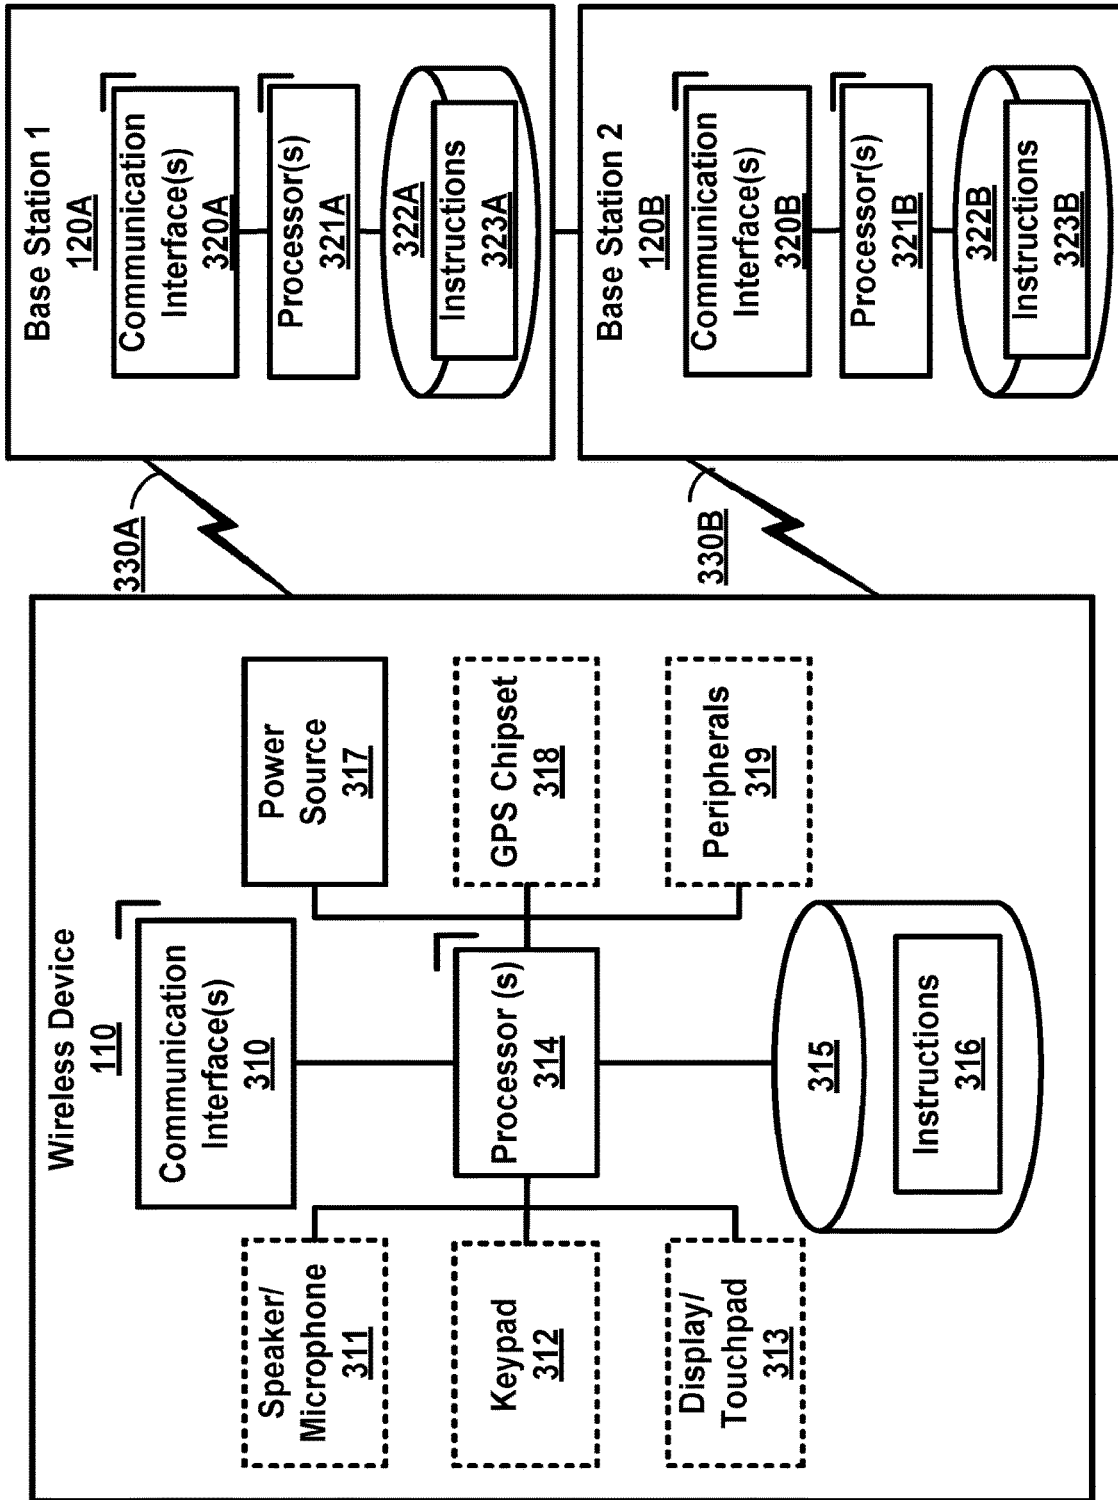 Wireless Device
110
Communication
Interface(s)
310
Speaker/
Microphone
311
Keypad
312
Display/
Touchpad
313
Processor (s)
314
Power
Source
317
GPS Chipset
318
Peripherals
319
315
Instructions
316
330A
330B
Base Station 1
120A
Communication
Interface(s)
320A
Processor(s)
321A
322A
Instructions
323A
Base Station 2
120B
Communication
Interface(s)
320B
Processor(s)
321B
322B
Instructions
323B